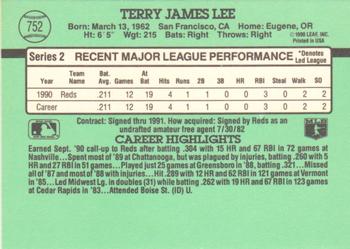 752
TERRY JAMES LEE
Born: March 13, 1962 San Francisco, CA Home: Eugene, OR
Ht: 6'5" Wgt: 215 Bats: Right Throws: Right
© 1990 LEAF, INC.
PRINTED IN USA
Series 2 RECENT MAJOR LEAGUE PERFORMANCE *Denotes Led League
Bat. Avg. Games AB Hits Runs 2B 3B HR RBI Steal Walk SO
1990 Reds .211 12 19 4 1 1 0 0 3 0 2 2
Career .211 12 19 4 1 1 0 0 3 0 2 2
Contract: Signed thru 1991. How acquired: Signed by Reds as an
undrafted amateur free agent 7/30/82
CAREER HIGHLIGHTS
Earned Sept. '90 call-up to Reds after batting .304 with 15 HR and 67 RBI in 72 games at
Nashville...Spent most of '89 at Chattanooga, but was plagued by injuries, batting .260 with 5
HR and 27 RBI in 51 games...Played just 25 games at Greensboro in '88, batting .253...Missed
all of '87 and most of '88 with injuries...Hit .289 with 12 HR and 62 RBI in 121 games at Vermont
in '85...Led Midwest Lg. in doubles (31) while batting .262 with 19 HR and 67 RBI in 123 games
at Cedar Rapids in '83...Attended Boise St. (ID) U.
MLB